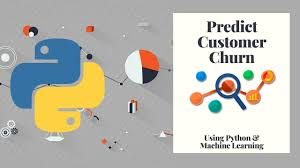 Predict
Customer
Churn
Using Python &
Machine Learning